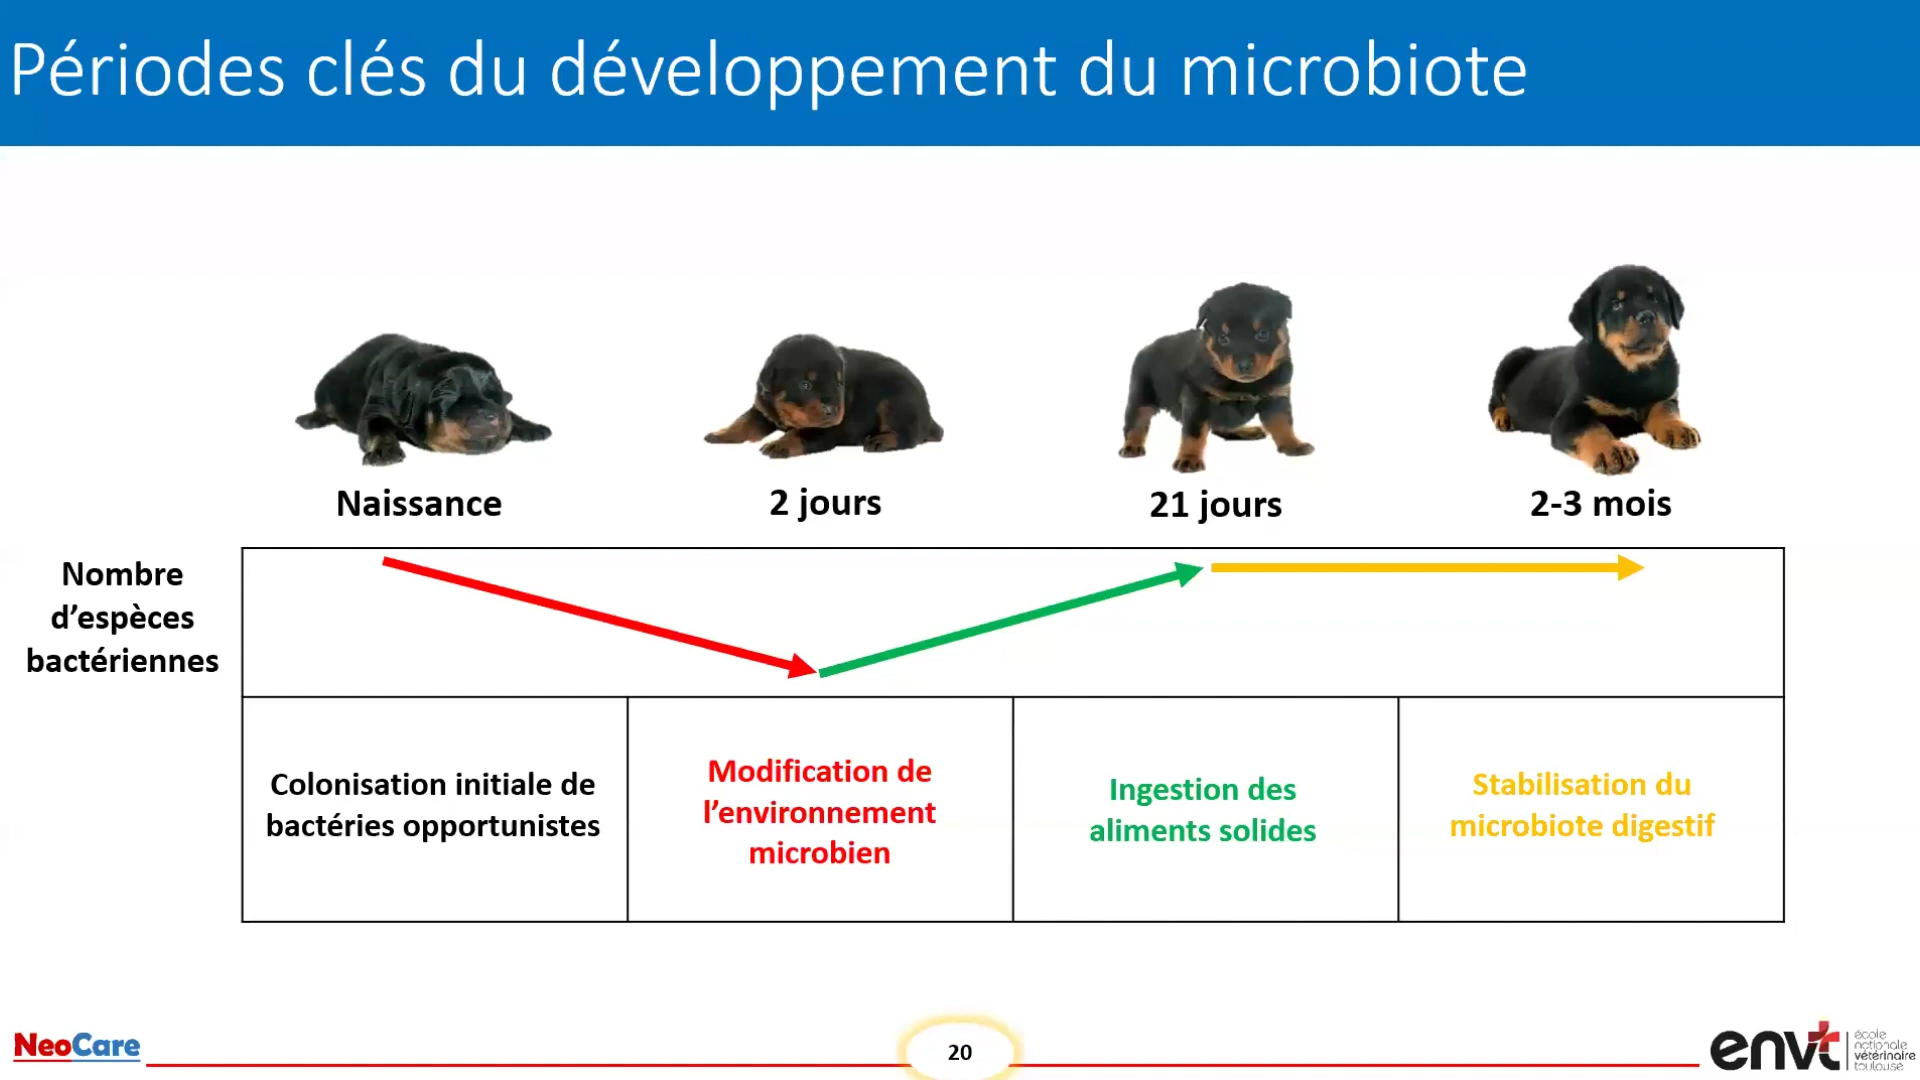 Périodes clés du développement du microbiote
Naissance
2 jours
21 jours
2-3 mois
Nombre
d’espèces
bactériennes
Colonisation initiale de
bactéries opportunistes
Modification de
l’environnement
microbien
Ingestion des
aliments solides
Stabilisation du
microbiote digestif
NeoCare
20
envt
école
nationale
vétérinaire
toulouse